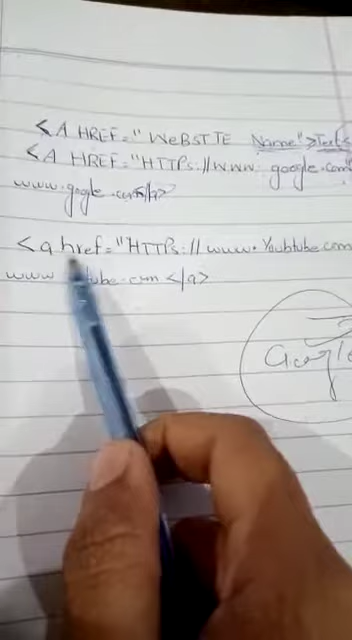 <A HREF="WEBSITE Name">Text
<A HREF="HTTPs://www.google.com"
www.google.com</a>
<a href="HTTPs://www.Youbtube.com
www. tube.com </a>
Google